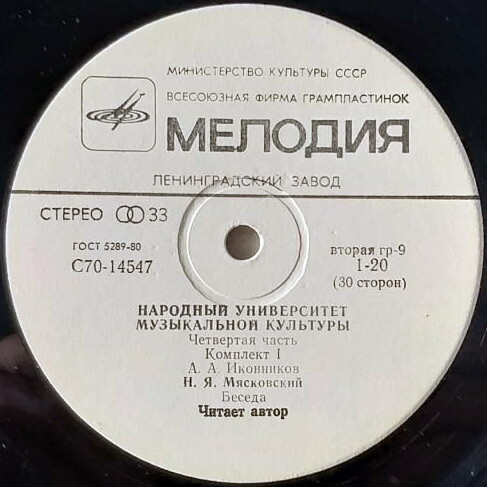 МИНИСТЕРСТВО КУЛЬТУРЫ СССР
ВСЕСОЮЗНАЯ ФИРМА ГРАМПЛАСТИНОК
МЕЛОДИЯ
ЛЕНИНГРАДСКИЙ ЗАВОД
СТЕРЕО 33
ГОСТ 5289-80
С70-14547
вторая гр-9
I-20
(30 сторон)
НАРОДНЫЙ УНИВЕРСИТЕТ
МУЗЫКАЛЬНОЙ КУЛЬТУРЫ
Четвертая часть
Комплект I
А. А. Иконников
Н. Я. Мясковский
Беседа
Читает автор